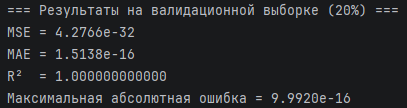 === Результаты на валидационной выборке (20%) ===
MSE = 4.2766e-32
MAE = 1.5138e-16
R² = 1.000000000000
Максимальная абсолютная ошибка = 9.9920e-16